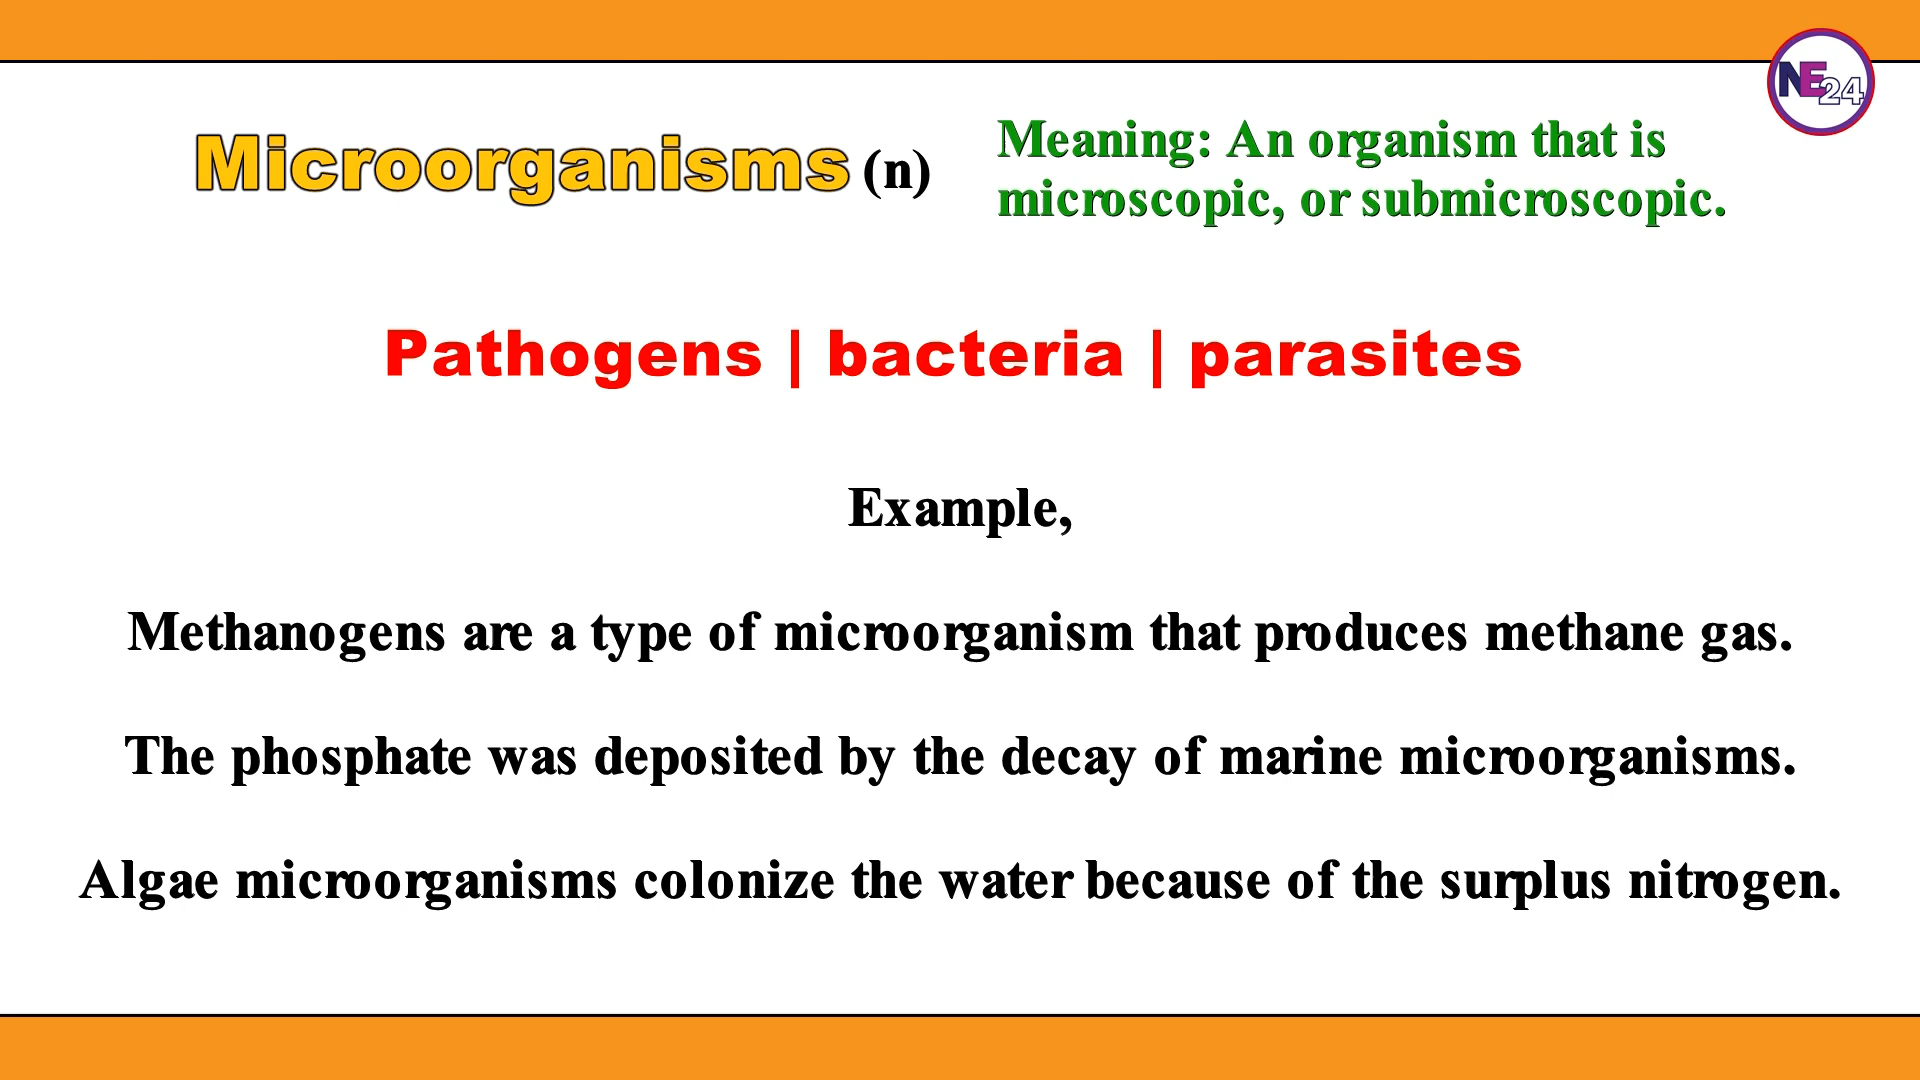 Microorganisms (n)
Meaning: An organism that is
microscopic, or submicroscopic.
NE24
Pathogens | bacteria | parasites
Example,
Methanogens are a type of microorganism that produces methane gas.
The phosphate was deposited by the decay of marine microorganisms.
Algae microorganisms colonize the water because of the surplus nitrogen.